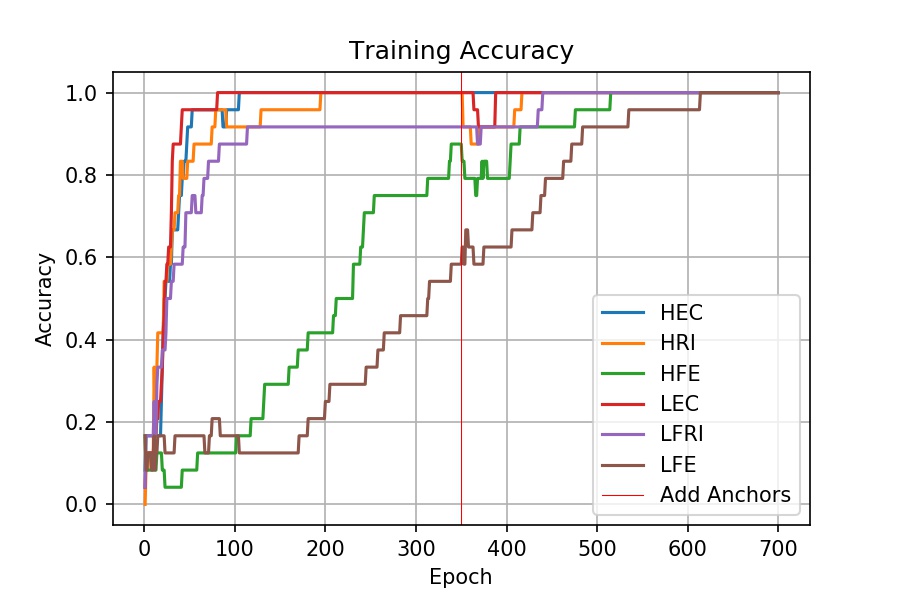 Training Accuracy
1.0
0.8
0.6
0.4
0.2
0.0
Accuracy
0 100 200 300 400 500 600 700
Epoch
HEC
HRI
HFE
LEC
LFRI
LFE
Add Anchors